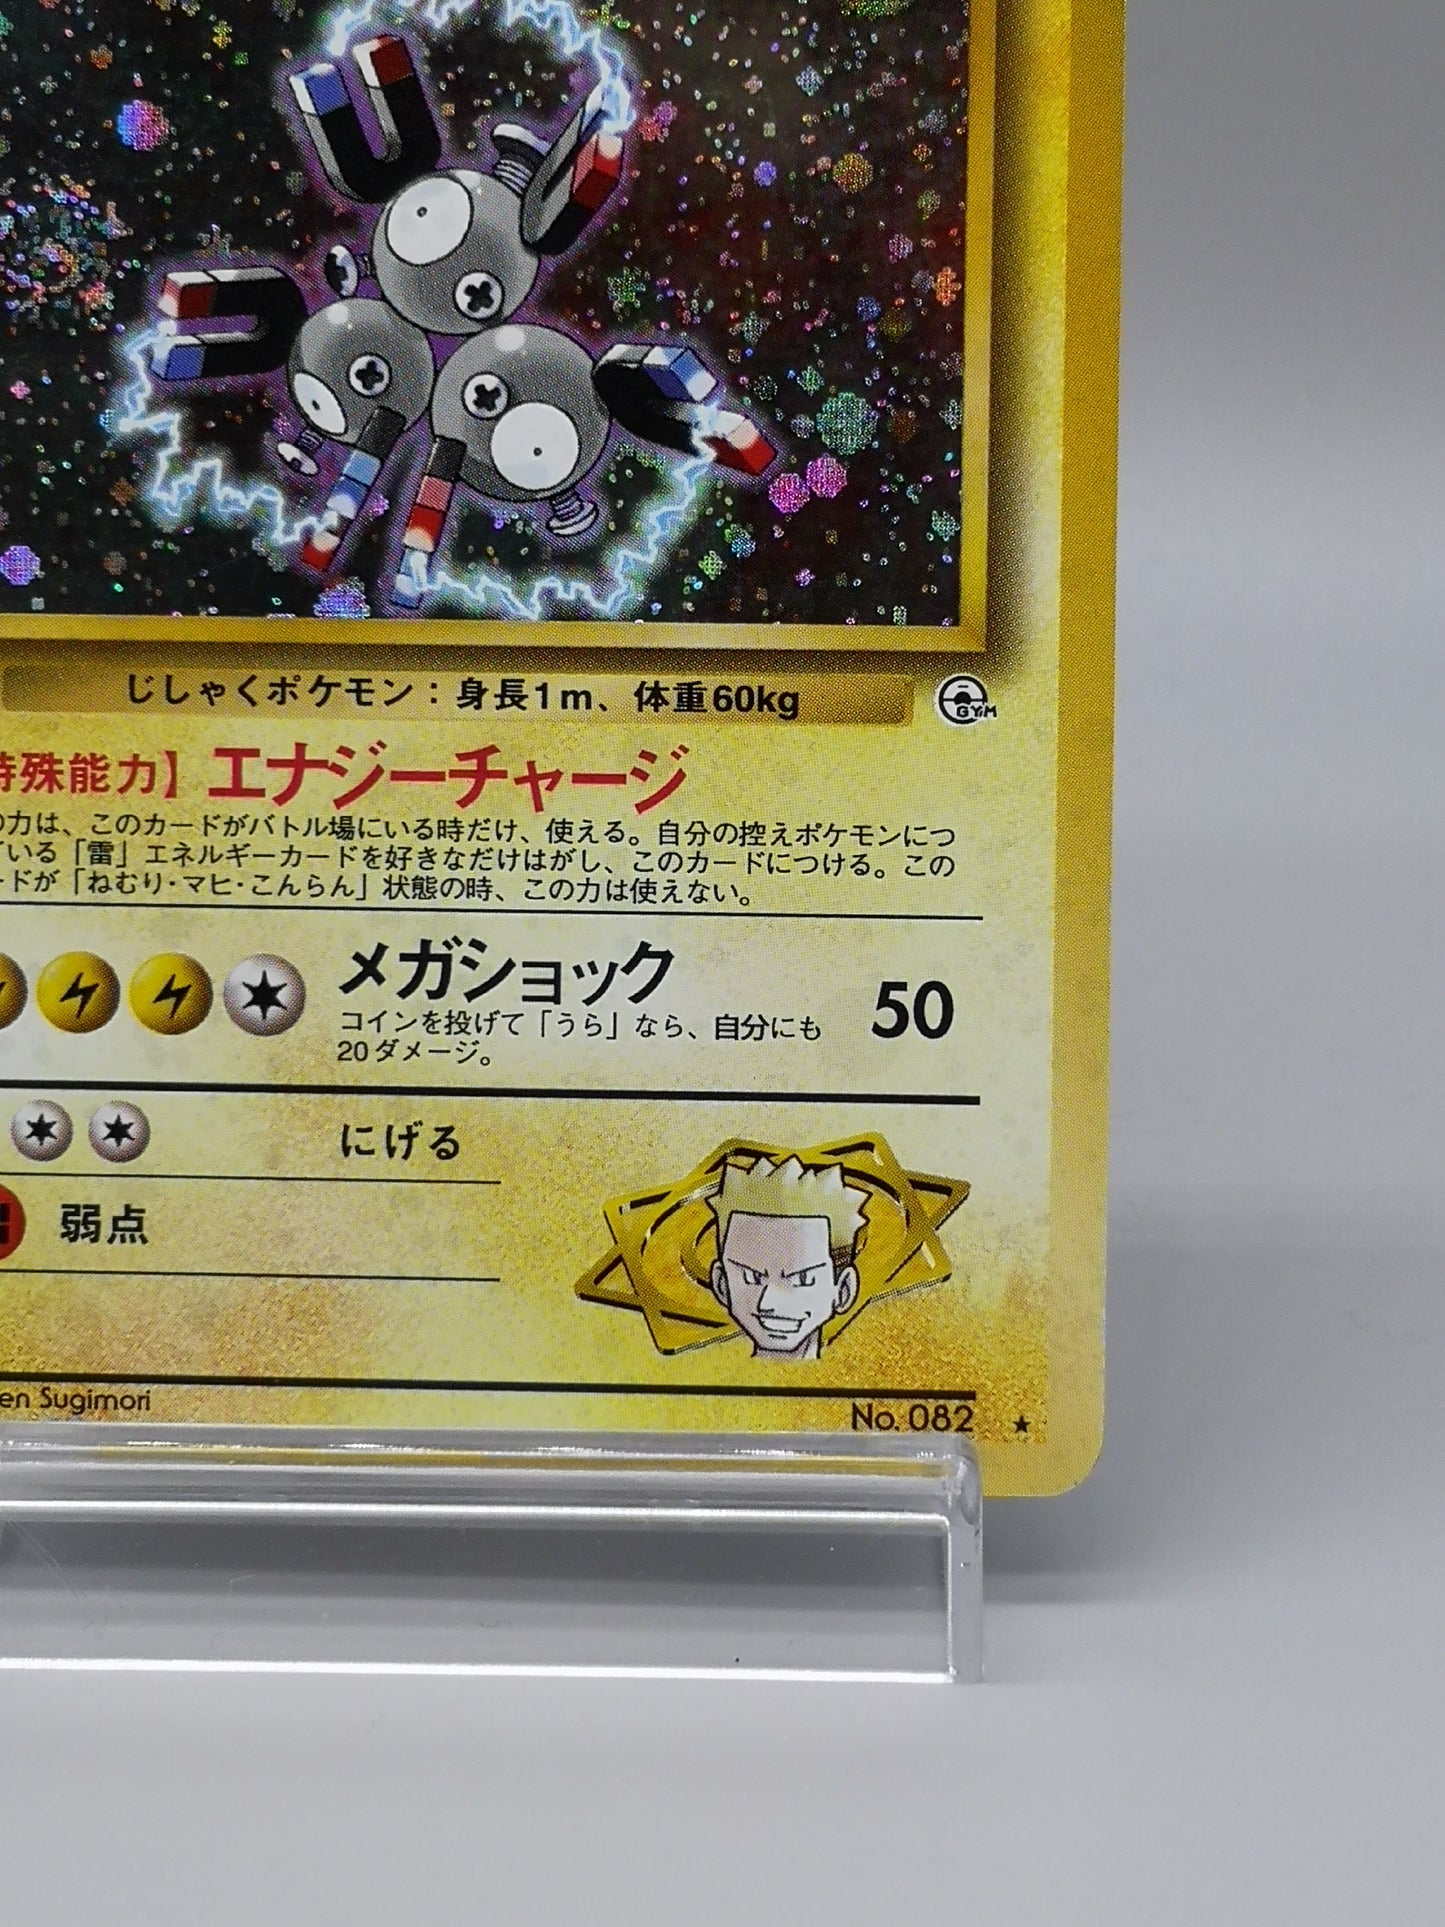 じしゃくポケモン：身長1m、体重60kg
GYM
特殊能力】エナジーチャージ
の力は、このカードがバトル場にいる時だけ、使える。自分の控えポケモンにつ
ている「雷」エネルギーカードを好きなだけはがし、このカードにつける。この
ードが「ねむり・マヒ・こんらん」状態の時、この力は使えない。
メガショック
50
コインを投げて「うら」なら、自分にも
20ダメージ。
にげる
弱点
en Sugimori
No. 082 ★